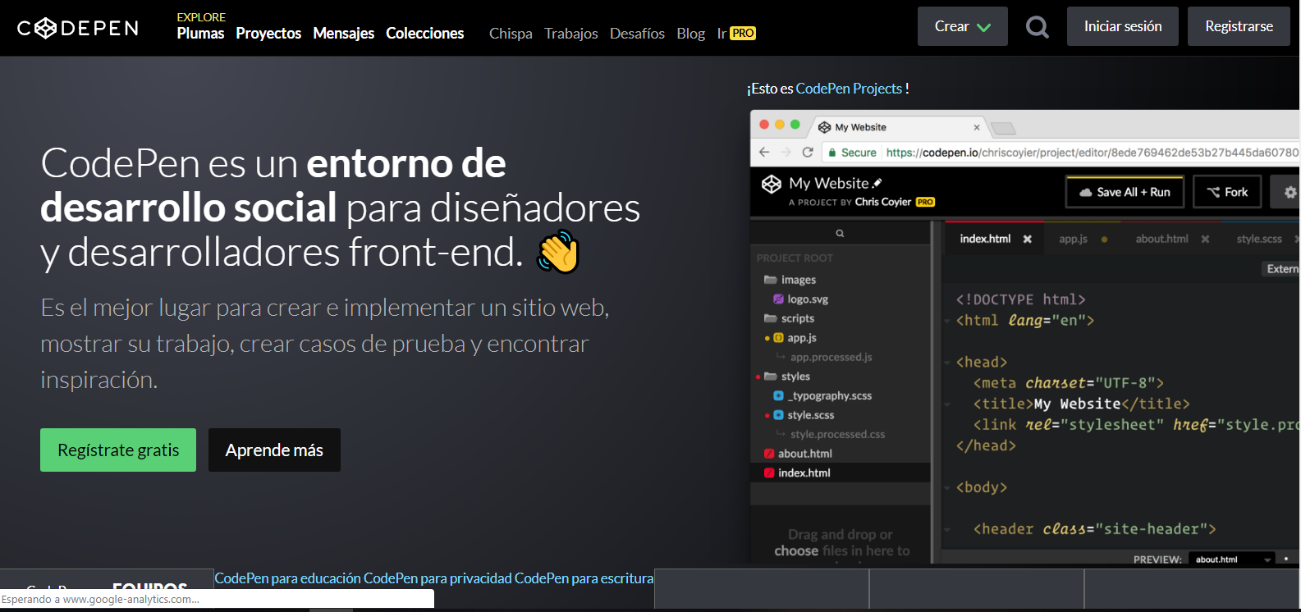 CODEPEN
EXPLORE
Plumas Proyectos Mensajes Colecciones Chispa Trabajos Desafíos Blog Ir PRO
Crear Iniciar sesión Registrarse
¡Esto es CodePen Projects !
CodePen es un entorno de
desarrollo social para diseñadores
y desarrolladores front-end.
Es el mejor lugar para crear e implementar un sitio web,
mostrar su trabajo, crear casos de prueba y encontrar
inspiración.
Regístrate gratis Aprende más
My Website
Secure https://codepen.io/chriscoyier/project/editor/8ede769462de53b27b445da60780
My Website
A PROJECT BY Chris Coyier PRO
Save All + Run Fork
PROJECT ROOT
images
logo.svg
scripts
app.js
app.processed.js
styles
_typography.scss
style.scss
style.processed.css
about.html
index.html
Drag and drop or
choose files in here to
index.html app.js about.html style.scss
Extern
<!DOCTYPE html>
<html lang="en">
<head>
<meta charset="UTF-8">
<title>My Website</title>
<link rel="stylesheet" href="style.pro
</head>
<body>
<header class="site-header">
PREVIEW: about.html
EQUIPOS
CodePen para educación CodePen para privacidad CodePen para escritura
Esperando a www.google-analytics.com...